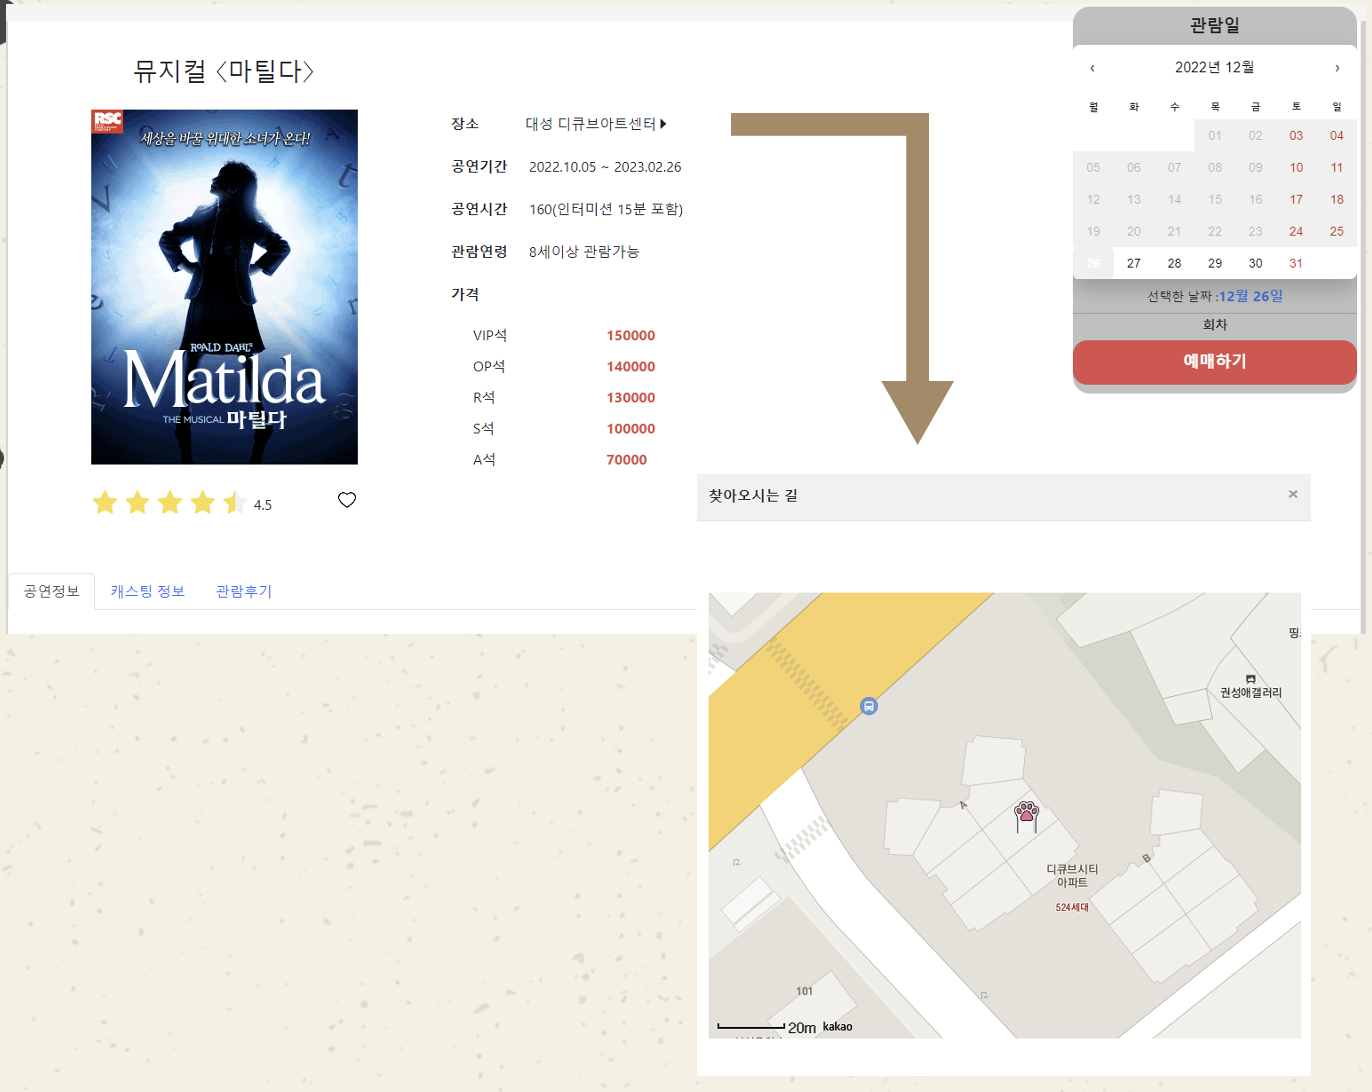 뮤지컬 <마틸다>
RSC
세상을 바꿀 위대한 소녀가 온다!
ROALD DAHL'S
Matilda
THE MUSICAL 마틸다
4.5
장소 대성 디큐브아트센터
공연기간 2022.10.05 ~ 2023.02.26
공연시간 160(인터미션 15분 포함)
관람연령 8세이상 관람가능
가격
VIP석 150000
OP석 140000
R석 130000
S석 100000
A석 70000
공연정보 캐스팅 정보 관람후기
관람일
‹ 2022년 12월 ›
월 화 수 목 금 토 일
01 02 03 04
05 06 07 08 09 10 11
12 13 14 15 16 17 18
19 20 21 22 23 24 25
26 27 28 29 30 31
선택한 날짜 :12월 26일
회차
예매하기
찾아오시는 길 ×
권성애갤러리
A
B
디큐브시티
아파트
524세대
101
20m kakao